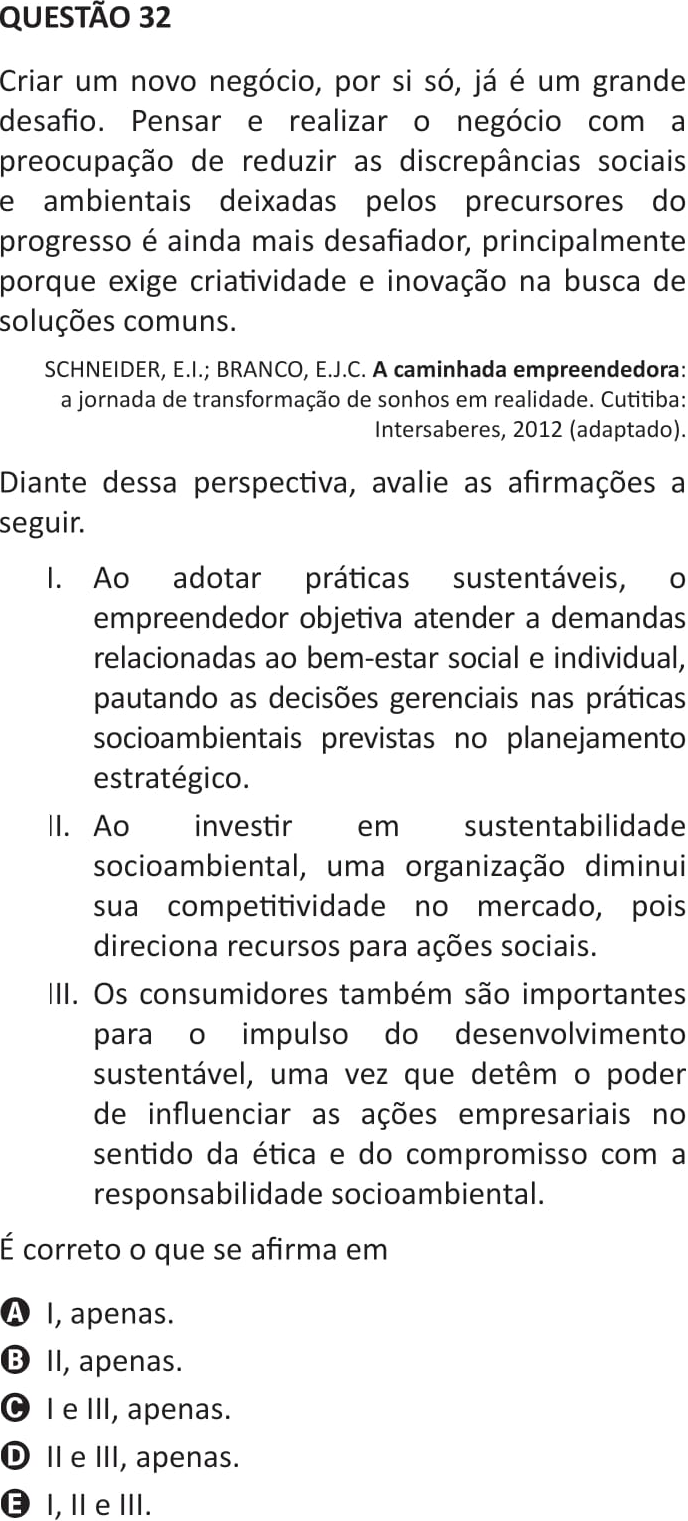 QUESTÃO 32
Criar um novo negócio, por si só, já é um grande
desafio. Pensar e realizar o negócio com a
preocupação de reduzir as discrepâncias sociais
e ambientais deixadas pelos precursores do
progresso é ainda mais desafiador, principalmente
porque exige criatividade e inovação na busca de
soluções comuns.
SCHNEIDER, E.I.; BRANCO, E.J.C. A caminhada empreendedora:
a jornada de transformação de sonhos em realidade. Cutitiba:
Intersaberes, 2012 (adaptado).
Diante dessa perspectiva, avalie as afirmações a
seguir.
I. Ao adotar práticas sustentáveis, o
empreendedor objetiva atender a demandas
relacionadas ao bem-estar social e individual,
pautando as decisões gerenciais nas práticas
socioambientais previstas no planejamento
estratégico.
II. Ao investir em sustentabilidade
socioambiental, uma organização diminui
sua competitividade no mercado, pois
direciona recursos para ações sociais.
III. Os consumidores também são importantes
para o impulso do desenvolvimento
sustentável, uma vez que detêm o poder
de influenciar as ações empresariais no
sentido da ética e do compromisso com a
responsabilidade socioambiental.
É correto o que se afirma em
A I, apenas.
B II, apenas.
C I e III, apenas.
D II e III, apenas.
E I, II e III.